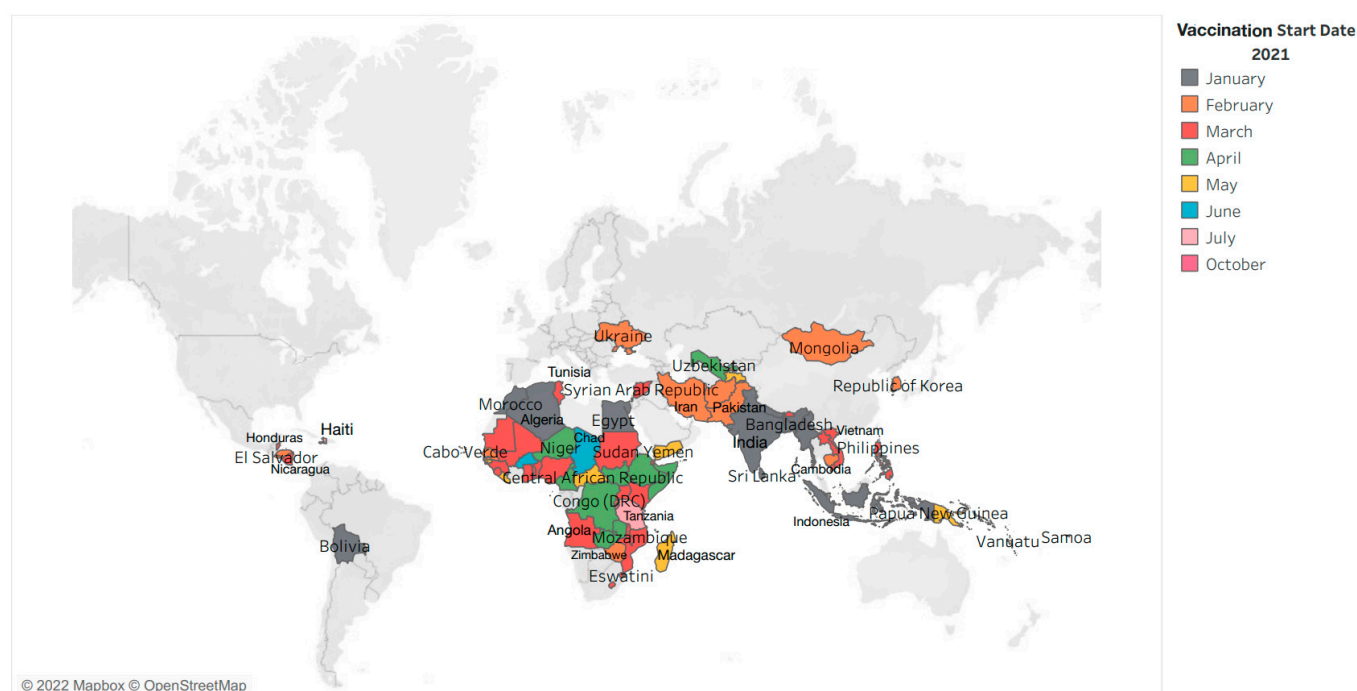 Vaccination Start Date
2021
January
February
March
April
May
June
July
October
Ukraine
Mongolia
Uzbekistan
Tunisia
Syrian Arab Republic
Republic of Korea
Morocco
Iran
Pakistan
Algeria
Egypt
Bangladesh
Haiti
Honduras
Vietnam
Chad
India
El Salvador
Cabo Verde
Niger
Sudan
Yemen
Philippines
Nicaragua
Cambodia
Central African Republic
Sri Lanka
Congo (DRC)
Papua New Guinea
Tanzania
Indonesia
Angola
Mozambique
Vanuatu
Samoa
Bolivia
Zimbabwe
Madagascar
Eswatini
© 2022 Mapbox © OpenStreetMap